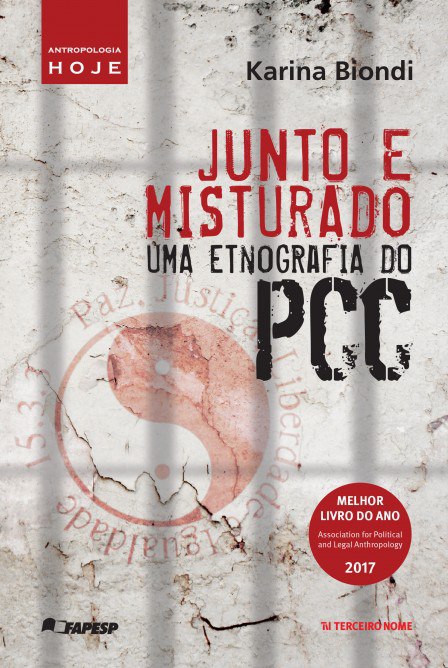 ANTROPOLOGIA
HOJE
Karina Biondi
JUNTO E
MISTURADO
UMA ETNOGRAFIA DO
PCC
15.3.3 Paz, Justiça, Liberdade e Igualdade
MELHOR
LIVRO DO ANO
Association for Political
and Legal Anthropology
2017
FAPESP
TERCEIRO NOME